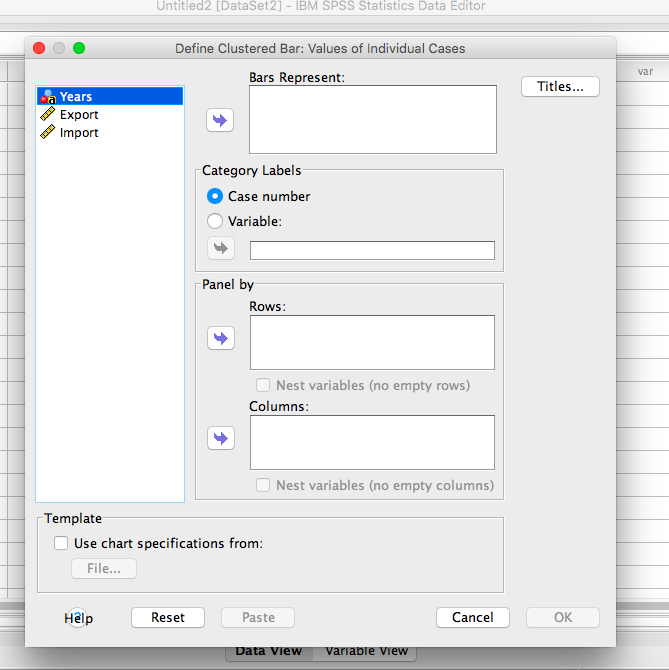 Untitled2 [DataSet2] - IBM SPSS Statistics Data Editor
Define Clustered Bar: Values of Individual Cases
var
Years
Export
Import
Bars Represent:
Titles...
Category Labels
Case number
Variable:
Panel by
Rows:
Nest variables (no empty rows)
Columns:
Nest variables (no empty columns)
Template
Use chart specifications from:
File...
Help
Reset
Paste
Cancel
OK
Data View
Variable View